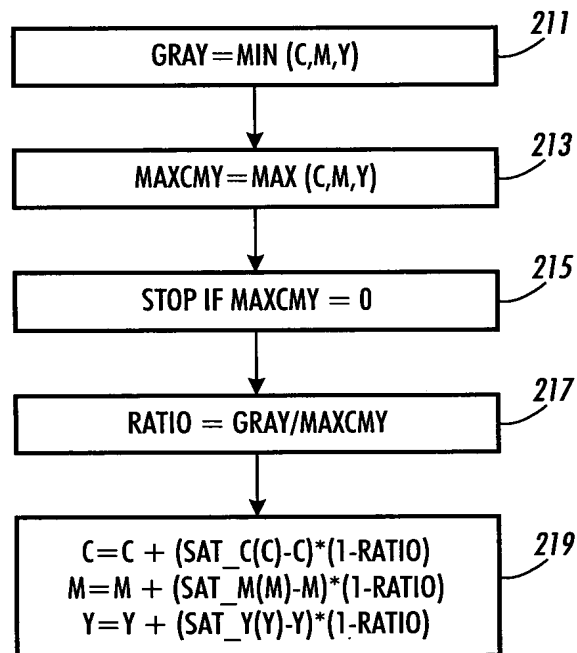 211
GRAY=MIN (C,M,Y)
213
MAXCMY=MAX (C,M,Y)
215
STOP IF MAXCMY = 0
217
RATIO = GRAY/MAXCMY
219
C=C + (SAT_C(C)-C)*(1-RATIO)
M=M + (SAT_M(M)-M)*(1-RATIO)
Y=Y + (SAT_Y(Y)-Y)*(1-RATIO)